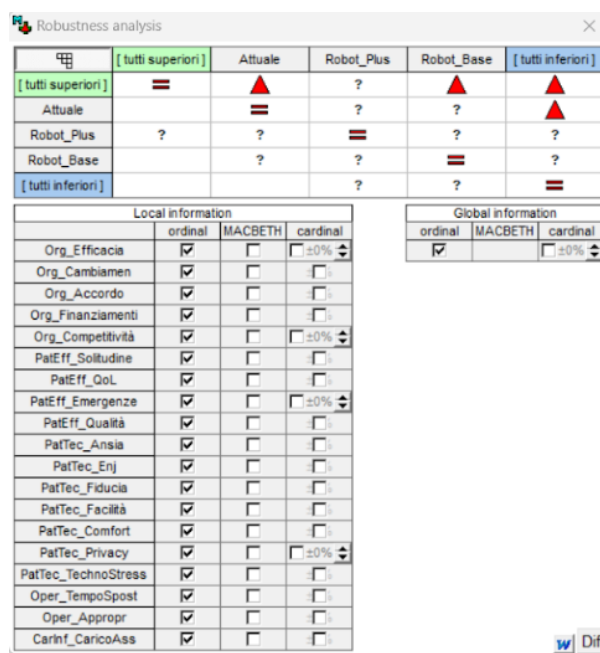 Robustness analysis
[ tutti superiori ] Attuale Robot_Plus Robot_Base [ tutti inferiori ]
[ tutti superiori ] = ?
Attuale = ? ?
Robot_Plus ? ? = ? ?
Robot_Base ? ? = ?
[ tutti inferiori ] ? ? =
Local information Global information
ordinal MACBETH cardinal ordinal MACBETH cardinal
Org_Efficacia ±0% ±0%
Org_Cambiamen
Org_Accordo
Org_Finanziamenti
Org_Competitività ±0%
PatEff_Solitudine
PatEff_QoL
PatEff_Emergenze ±0%
PatEff_Qualità
PatTec_Ansia
PatTec_Enj
PatTec_Fiducia
PatTec_Facilità
PatTec_Comfort
PatTec_Privacy ±0%
PatTec_TechnoStress
Oper_TempoSpost
Oper_Appropr
CarInf_CaricoAss
Dif